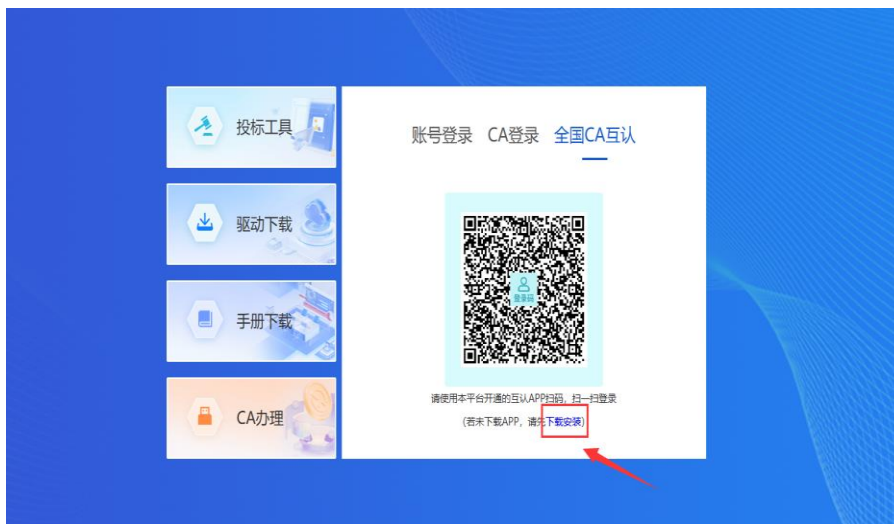 投标工具
驱动下载
手册下载
CA办理
账号登录 CA登录 全国CA互认
登录码
请使用本平台开通的互认APP扫码，扫一扫登录
(若未下载APP，请先下载安装)